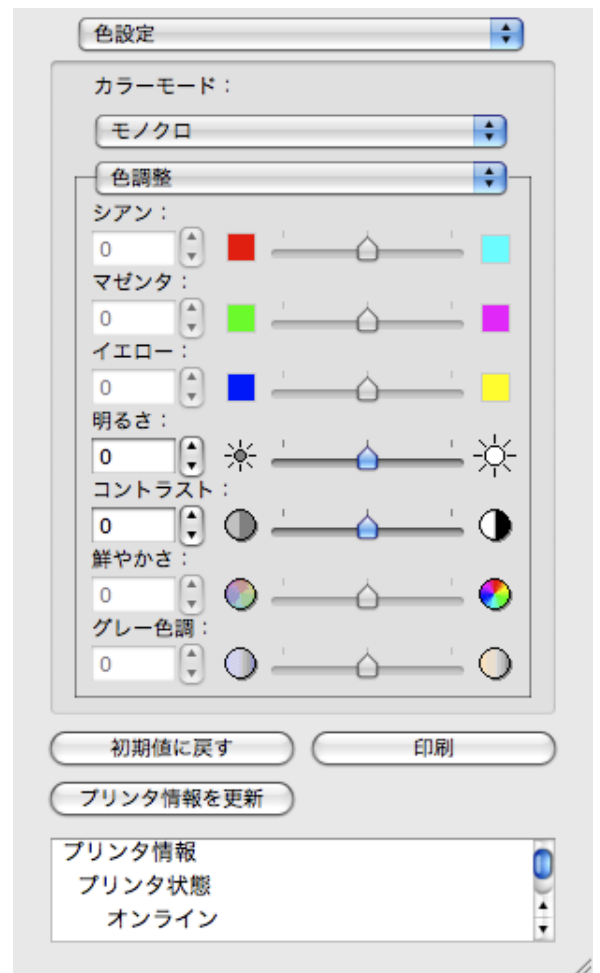 色設定
カラーモード：
モノクロ
色調整
シアン：
0
マゼンタ：
0
イエロー：
0
明るさ：
0
コントラスト：
0
鮮やかさ：
0
グレー色調：
0
初期値に戻す 印刷
プリンタ情報を更新
プリンタ情報
プリンタ状態
オンライン